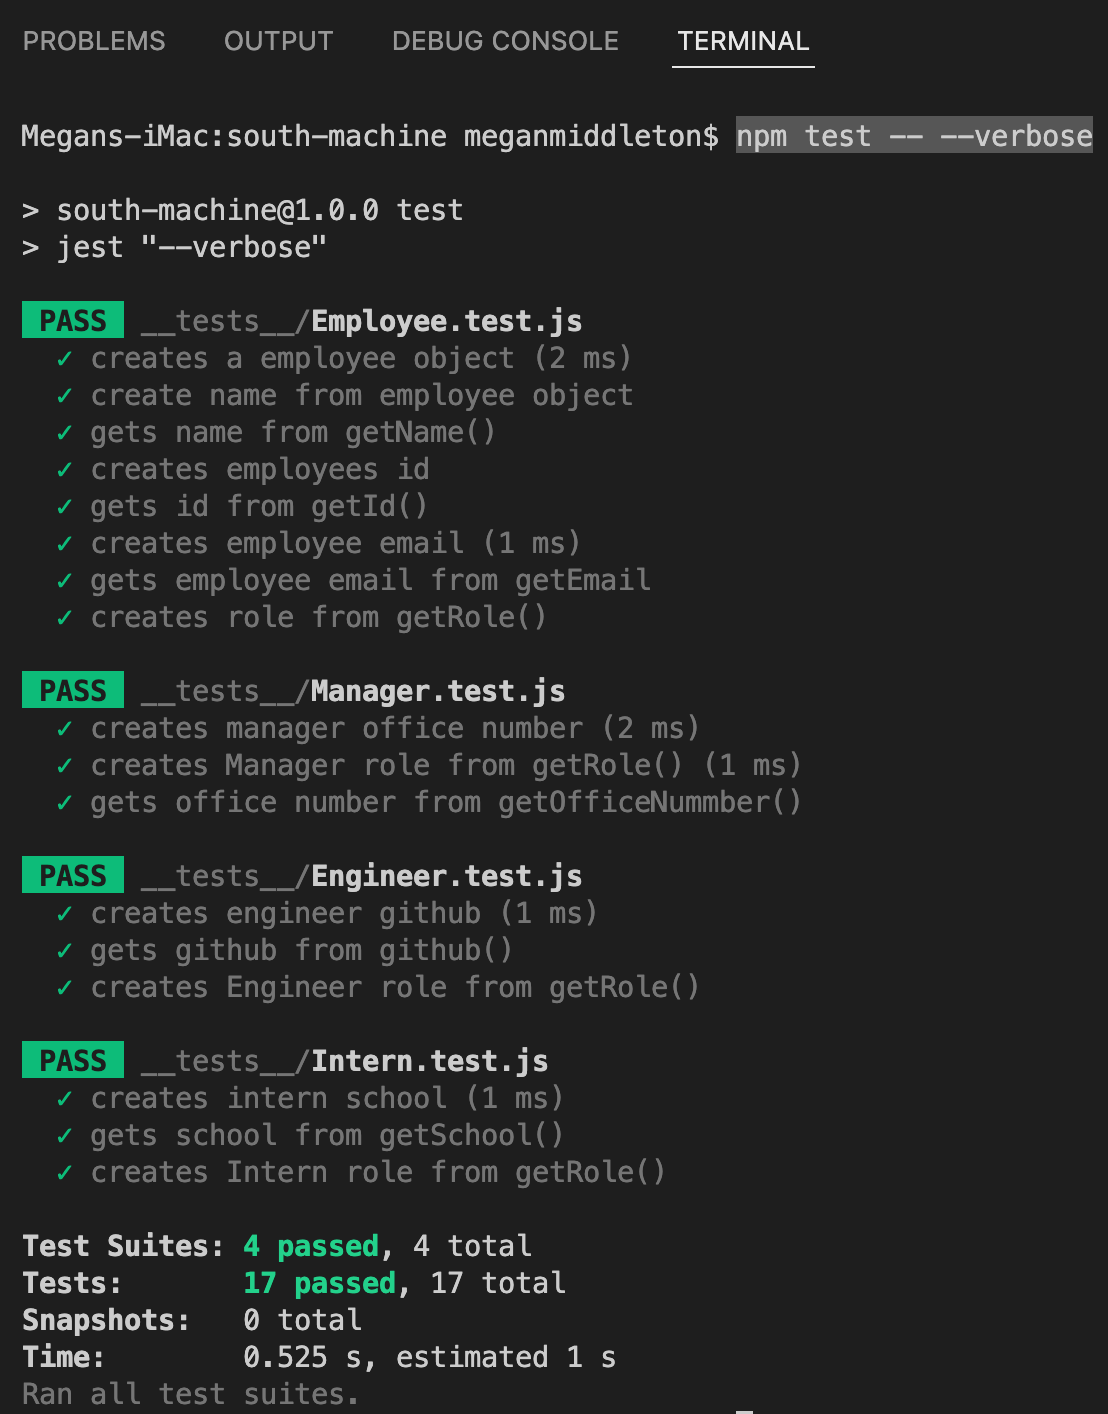 PROBLEMS OUTPUT DEBUG CONSOLE TERMINAL
Megans-iMac:south-machine meganmiddleton$ npm test -- --verbose
> south-machine@1.0.0 test
> jest "--verbose"
PASS __tests__/Employee.test.js
✓ creates a employee object (2 ms)
✓ create name from employee object
✓ gets name from getName()
✓ creates employees id
✓ gets id from getId()
✓ creates employee email (1 ms)
✓ gets employee email from getEmail
✓ creates role from getRole()
PASS __tests__/Manager.test.js
✓ creates manager office number (2 ms)
✓ creates Manager role from getRole() (1 ms)
✓ gets office number from getOfficeNummber()
PASS __tests__/Engineer.test.js
✓ creates engineer github (1 ms)
✓ gets github from github()
✓ creates Engineer role from getRole()
PASS __tests__/Intern.test.js
✓ creates intern school (1 ms)
✓ gets school from getSchool()
✓ creates Intern role from getRole()
Test Suites: 4 passed, 4 total
Tests: 17 passed, 17 total
Snapshots: 0 total
Time: 0.525 s, estimated 1 s
Ran all test suites.